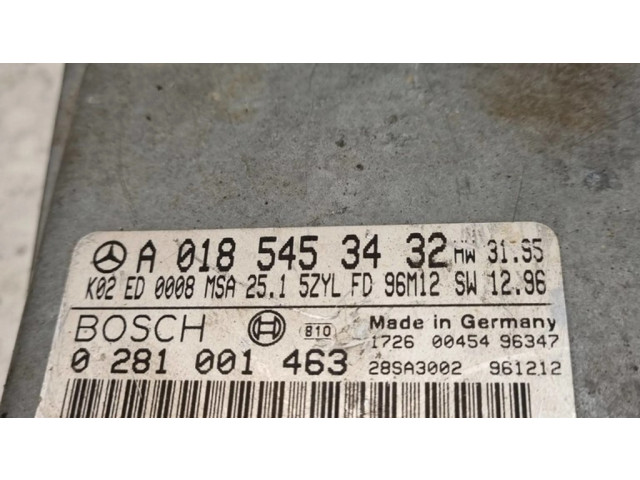 A 018 545 34 32 HW 31.95
K02 ED 0008 MSA 25.1 5ZYL FD 96M12 SW 12.96
BOSCH 810 Made in Germany
1726 00454 96347
0 281 001 463 28SA3002 961212